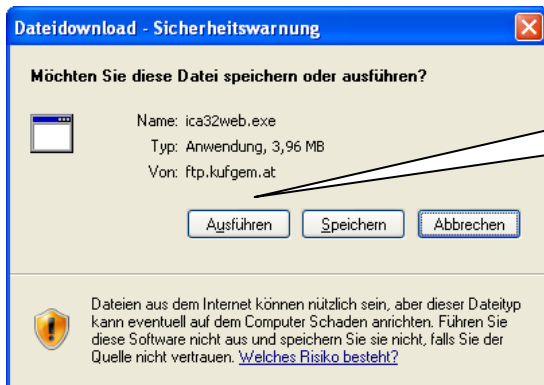 Dateidownload - Sicherheitswarnung
Möchten Sie diese Datei speichern oder ausführen?
Name: ica32web.exe
Typ: Anwendung, 3,96 MB
Von: ftp.kufgem.at
Ausführen Speichern Abbrechen
Dateien aus dem Internet können nützlich sein, aber dieser Dateityp
kann eventuell auf dem Computer Schaden anrichten. Führen Sie
diese Software nicht aus und speichern Sie sie nicht, falls Sie der
Quelle nicht vertrauen. Welches Risiko besteht?